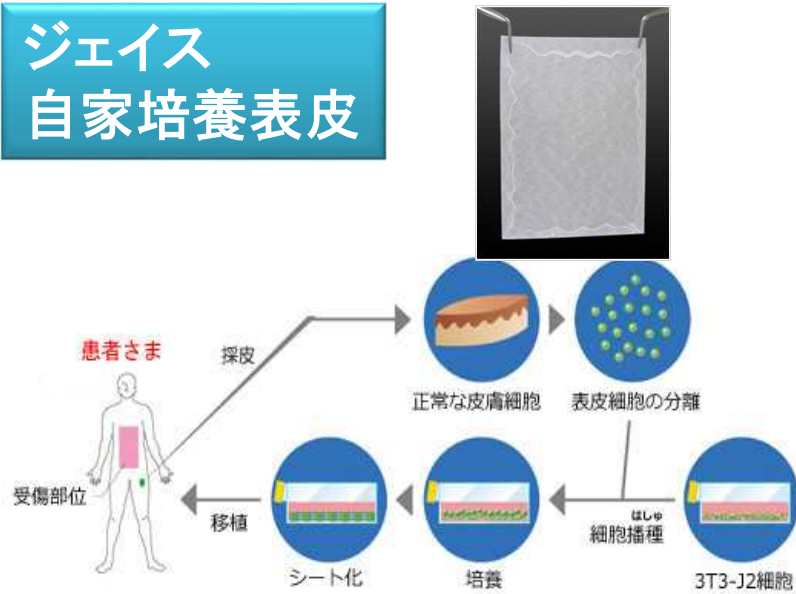 ジェイス
自家培養表皮
患者さま
採皮
正常な皮膚細胞
表皮細胞の分離
受傷部位
移植
はしゅ
細胞播種
シート化
培養
3T3-J2細胞